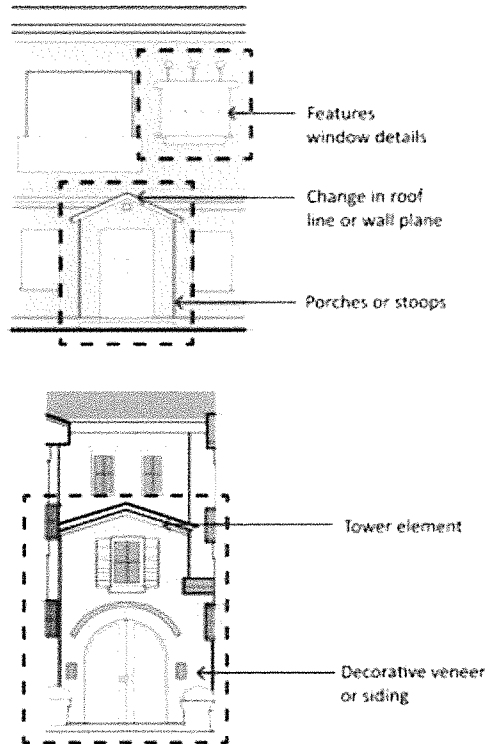 Features
window details
Change in roof
line or wall plane
Porches or stoops
Tower element
Decorative veneer
or siding